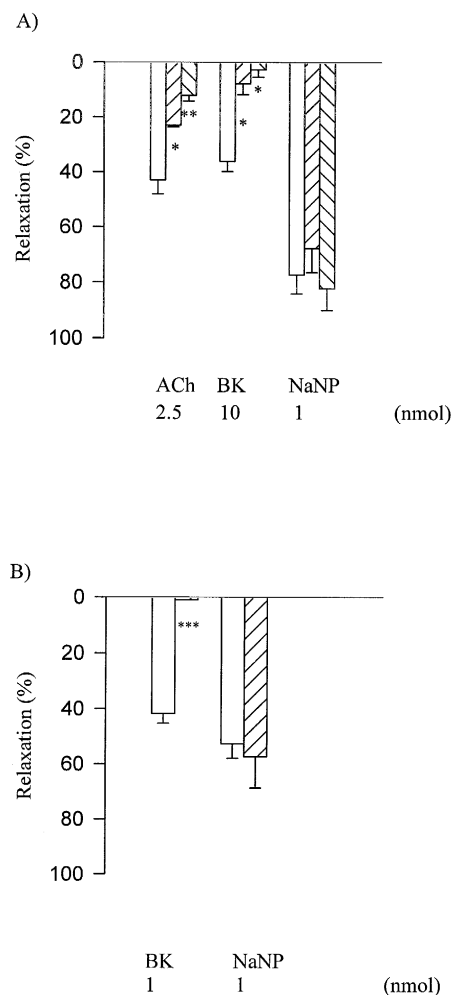 A)
0
20
40
60
80
100
Relaxation (%)
*
**
*
*
ACh BK NaNP
2.5 10 1 (nmol)
B)
0
20
40
60
80
100
Relaxation (%)
***
BK NaNP
1 1 (nmol)